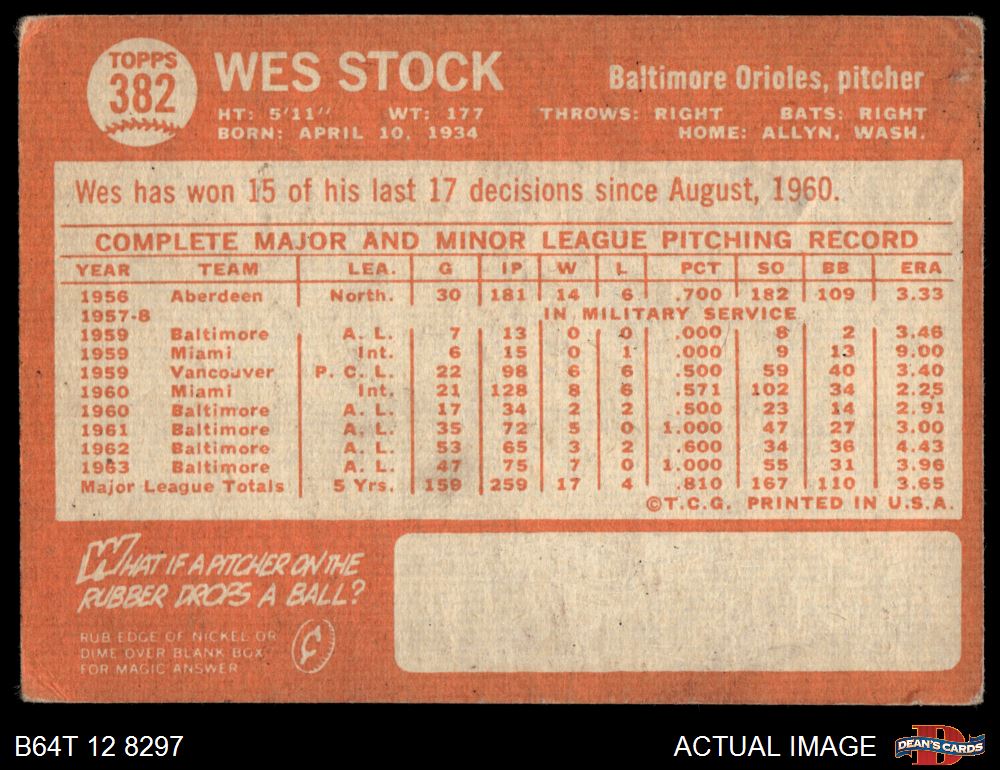 TOPPS
382
WES STOCK
Baltimore Orioles, pitcher
HT: 5'11" WT: 177 THROWS: RIGHT BATS: RIGHT
BORN: APRIL 10, 1934 HOME: ALLYN, WASH.
Wes has won 15 of his last 17 decisions since August, 1960.
COMPLETE MAJOR AND MINOR LEAGUE PITCHING RECORD
YEAR TEAM LEA. G IP W L PCT SO BB ERA
1956 Aberdeen North. 30 181 14 6 .700 182 109 3.33
1957-8 IN MILITARY SERVICE
1959 Baltimore A. L. 7 13 0 0 .000 8 2 3.46
1959 Miami Int. 6 15 0 1 .000 9 13 9.00
1959 Vancouver P. C. L. 22 98 6 6 .500 59 40 3.40
1960 Miami Int. 21 128 8 6 .571 102 34 2.25
1960 Baltimore A. L. 17 34 2 2 .500 23 14 2.91
1961 Baltimore A. L. 35 72 5 0 1.000 47 27 3.00
1962 Baltimore A. L. 53 65 3 2 .600 34 36 4.43
1963 Baltimore A. L. 47 75 7 0 1.000 55 31 3.96
Major League Totals 5 Yrs. 159 259 17 4 .810 167 110 3.65
©T.C.G. PRINTED IN U.S.A.
WHAT IF A PITCHER ON THE
RUBBER DROPS A BALL?
RUB EDGE OF NICKEL OR
DIME OVER BLANK BOX
FOR MAGIC ANSWER
B64T 12 8297
ACTUAL IMAGE
D
DEAN'S CARDS